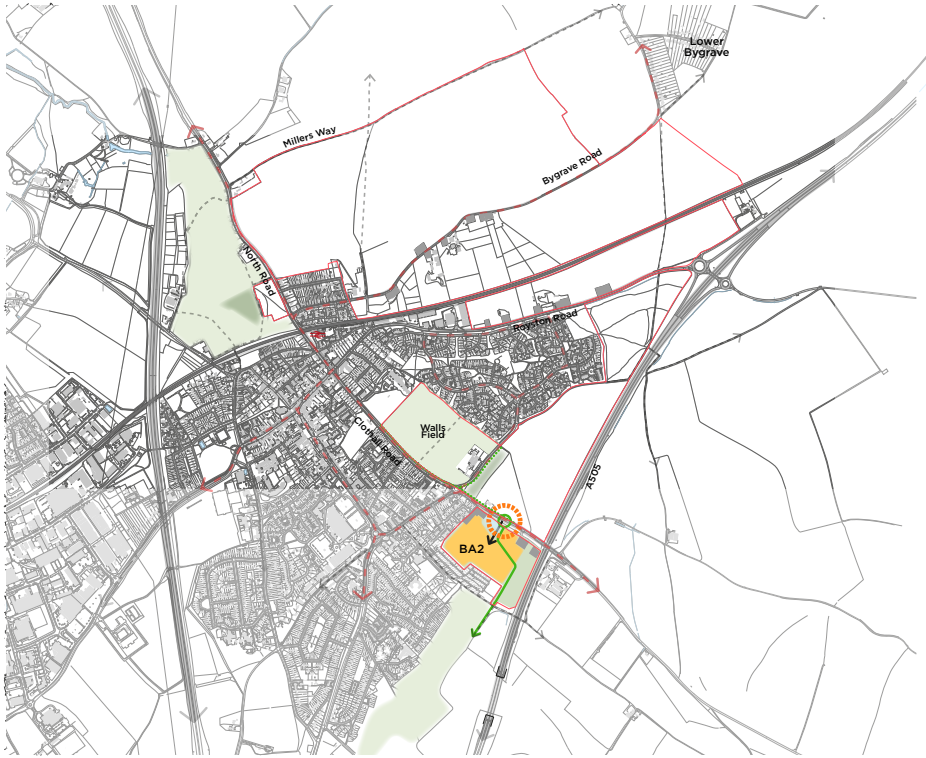 Lower
Bygrave
Millers Way
Bygrave Road
North Road
Royston Road
Walls
Field
Clothall Road
A505
BA2